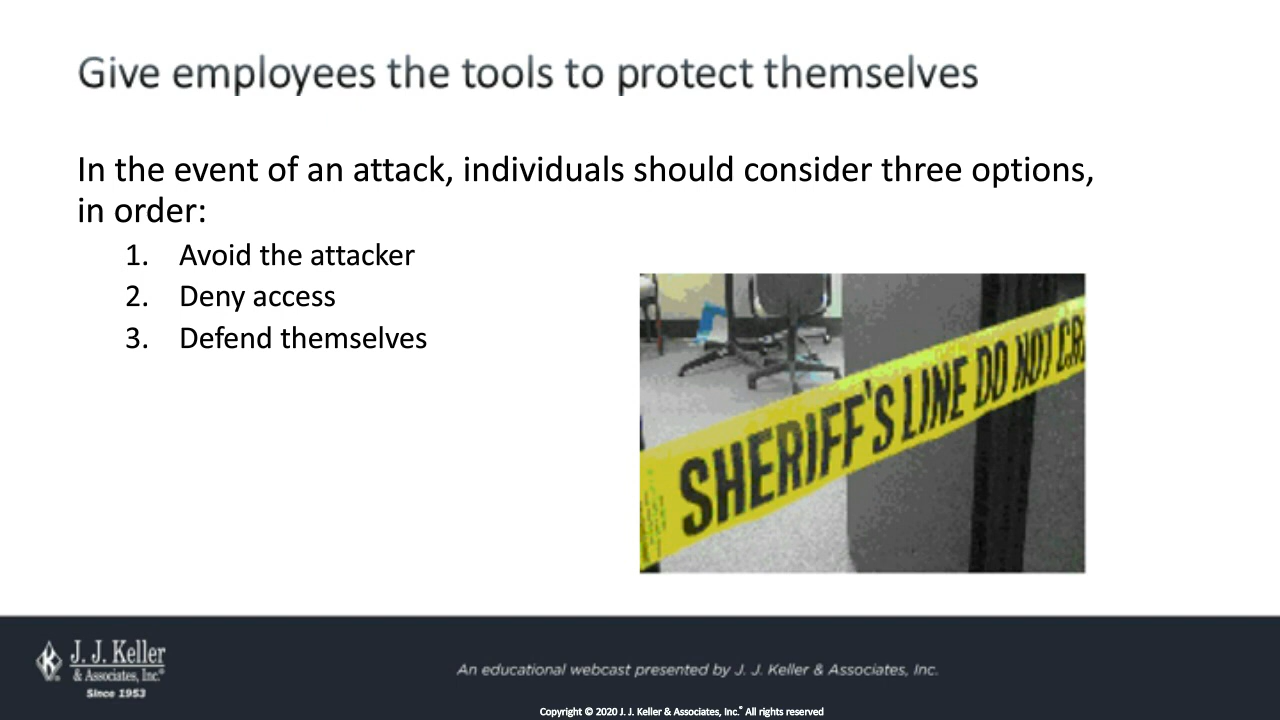 Give employees the tools to protect themselves
In the event of an attack, individuals should consider three options,
in order:
1. Avoid the attacker
2. Deny access
3. Defend themselves
SHERIFF'S LINE DO NOT
J. J. Keller
& Associates, Inc.®
Since 1953
An educational webcast presented by J. J. Keller & Associates, Inc.
Copyright © 2020 J. J. Keller & Associates, Inc.® All rights reserved